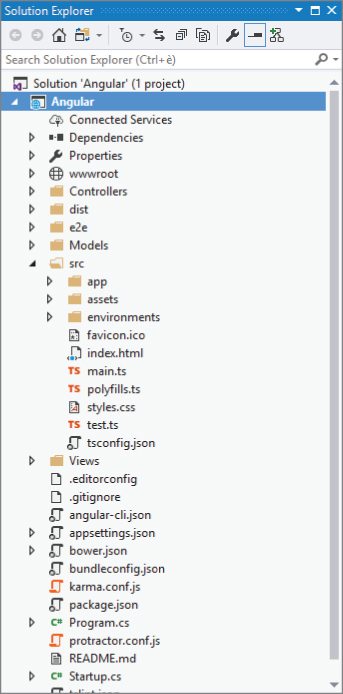 Solution Explorer
Search Solution Explorer (Ctrl+è)
Solution 'Angular' (1 project)
Angular
Connected Services
Dependencies
Properties
wwwroot
Controllers
dist
e2e
Models
src
app
assets
environments
favicon.ico
index.html
TS main.ts
TS polyfills.ts
styles.css
TS test.ts
tsconfig.json
Views
.editorconfig
.gitignore
angular-cli.json
appsettings.json
bower.json
bundleconfig.json
karma.conf.js
package.json
C# Program.cs
protractor.conf.js
README.md
C# Startup.cs